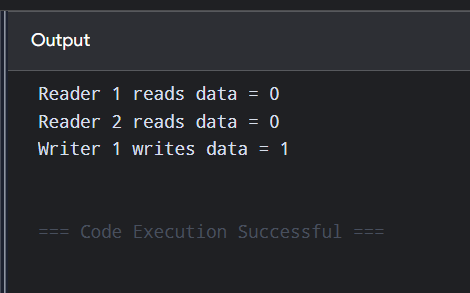 Output
Reader 1 reads data = 0
Reader 2 reads data = 0
Writer 1 writes data = 1
=== Code Execution Successful ===